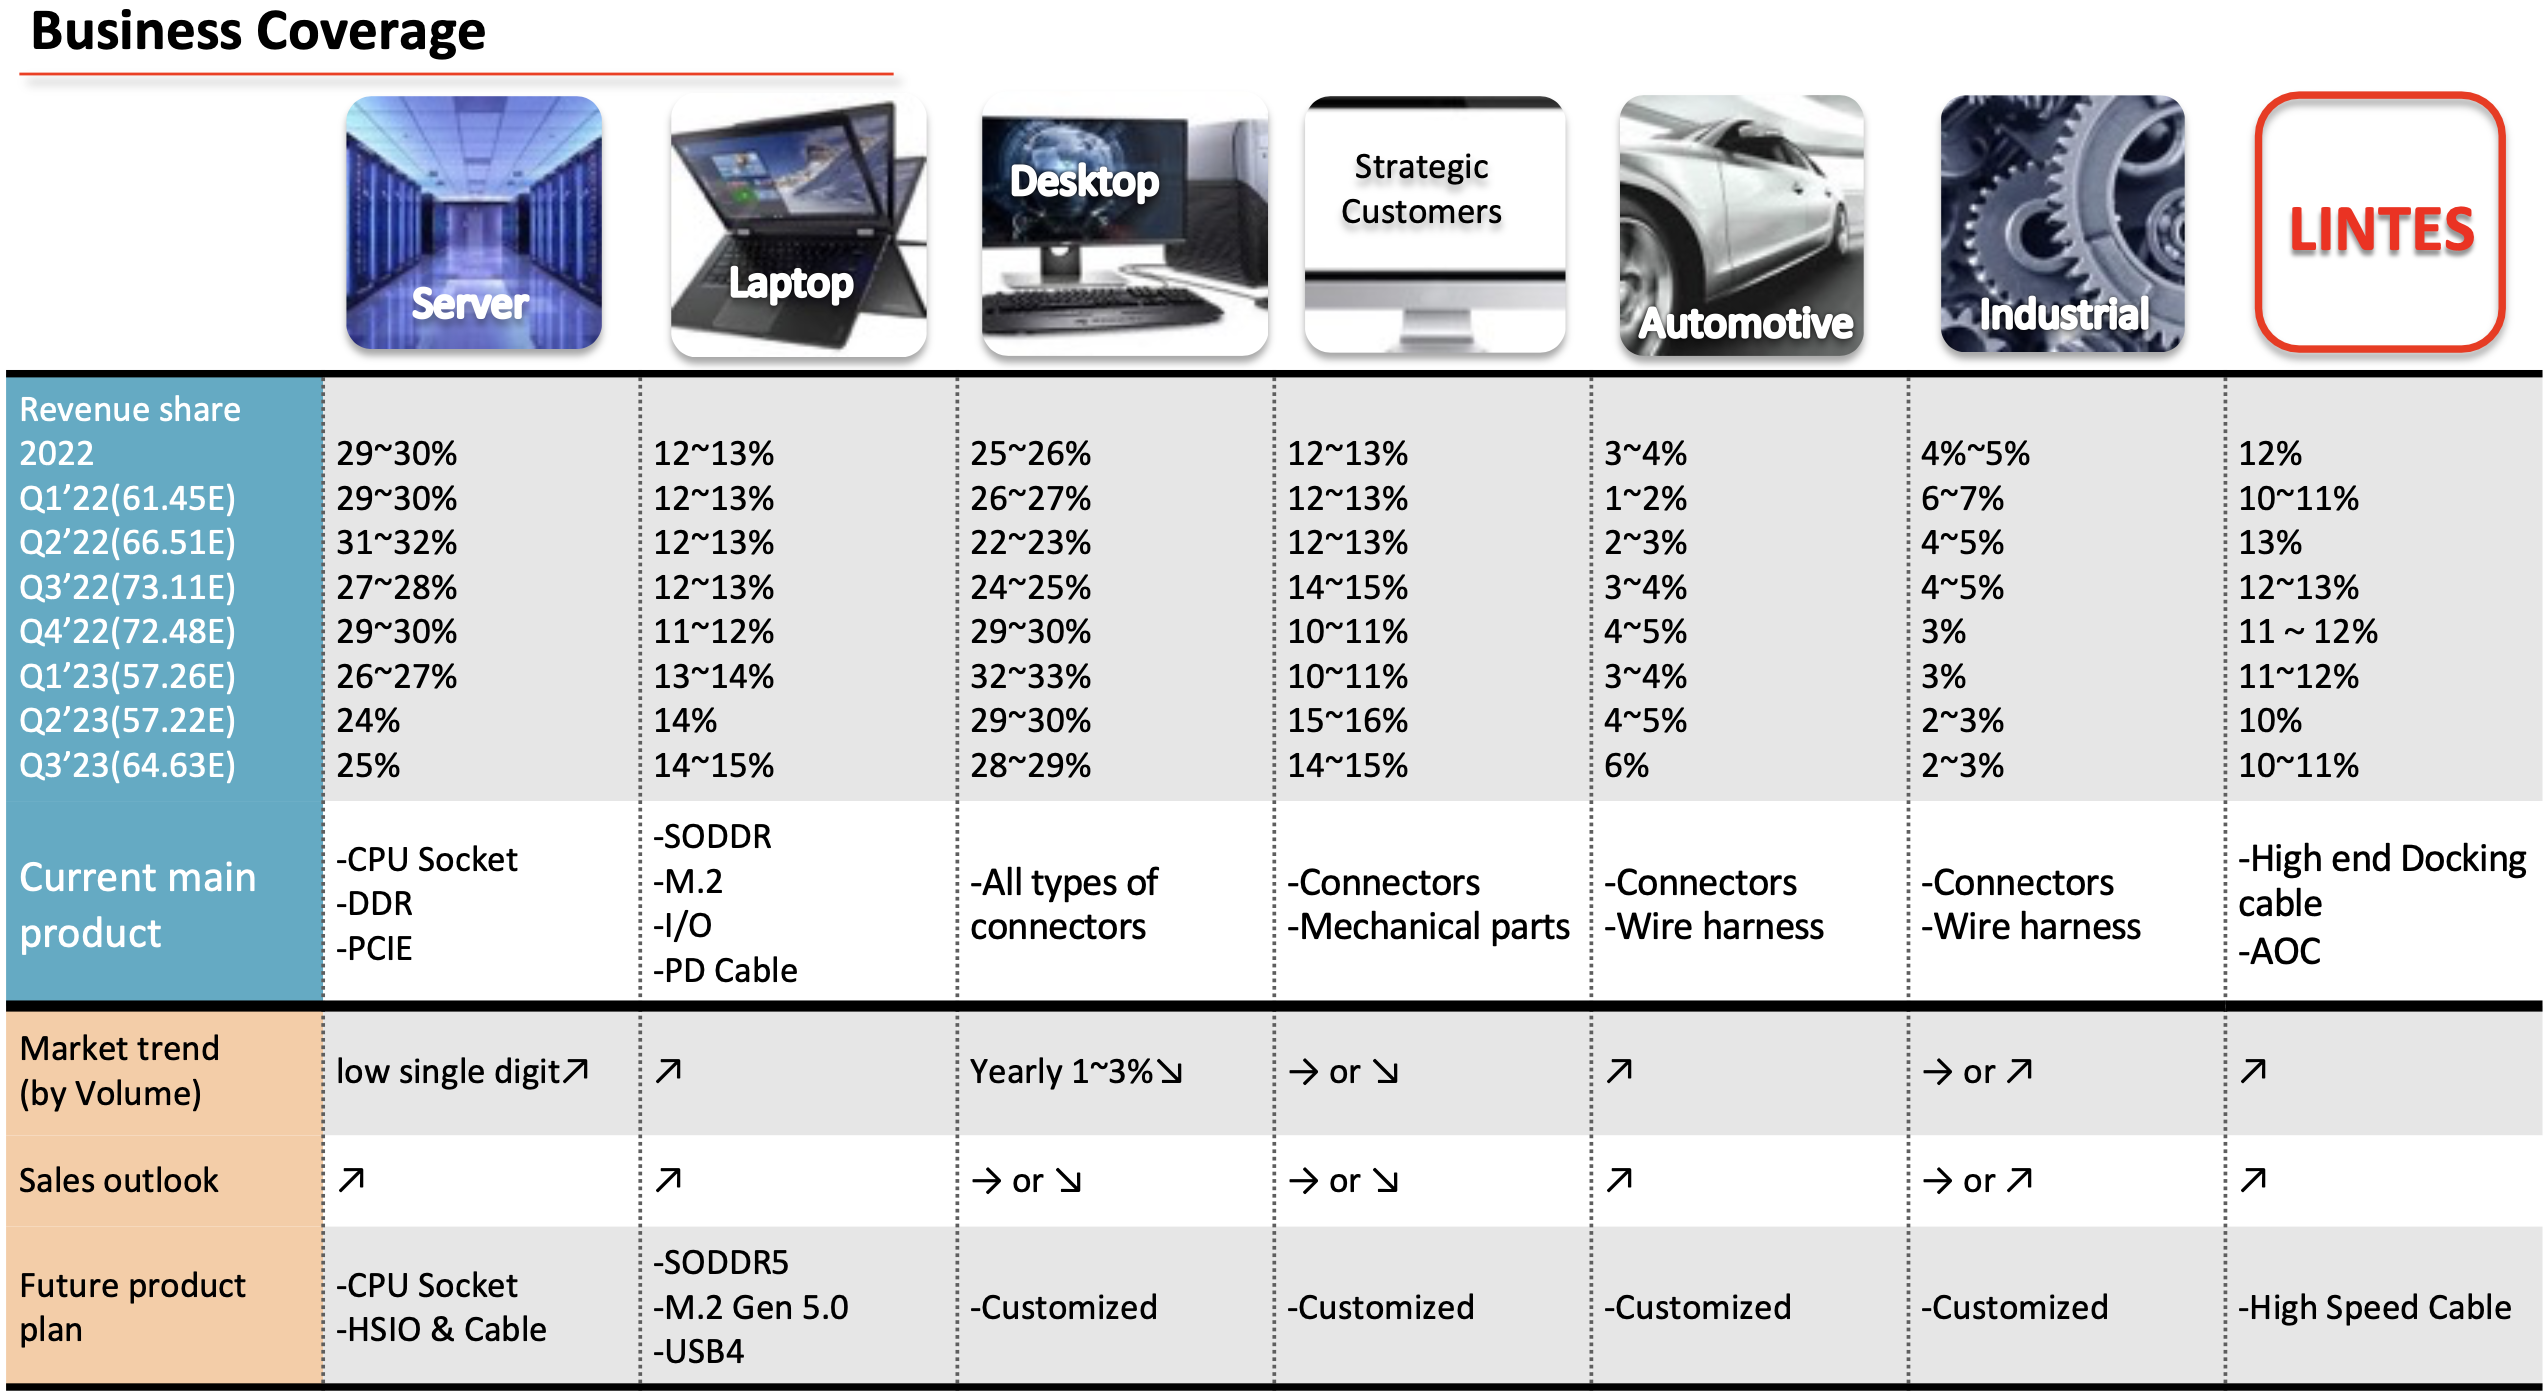 Business Coverage
Server
Laptop
Desktop
Strategic
Customers
Automotive
Industrial
LINTES
Revenue share
2022 29~30% 12~13% 25~26% 12~13% 3~4% 4%~5% 12%
Q1’22(61.45E) 29~30% 12~13% 26~27% 12~13% 1~2% 6~7% 10~11%
Q2’22(66.51E) 31~32% 12~13% 22~23% 12~13% 2~3% 4~5% 13%
Q3’22(73.11E) 27~28% 12~13% 24~25% 14~15% 3~4% 4~5% 12~13%
Q4’22(72.48E) 29~30% 11~12% 29~30% 10~11% 4~5% 3% 11 ~ 12%
Q1’23(57.26E) 26~27% 13~14% 32~33% 10~11% 3~4% 3% 11~12%
Q2’23(57.22E) 24% 14% 29~30% 15~16% 4~5% 2~3% 10%
Q3’23(64.63E) 25% 14~15% 28~29% 14~15% 6% 2~3% 10~11%
Current main
product
-CPU Socket
-DDR
-PCIE
-SODDR
-M.2
-I/O
-PD Cable
-All types of
connectors
-Connectors
-Mechanical parts
-Connectors
-Wire harness
-Connectors
-Wire harness
-High end Docking
cable
-AOC
Market trend
(by Volume)
low single digit↗
↗
Yearly 1~3%↘
→ or ↘
↗
→ or ↗
↗
Sales outlook
↗
↗
→ or ↘
→ or ↘
↗
→ or ↗
↗
Future product
plan
-CPU Socket
-HSIO & Cable
-SODDR5
-M.2 Gen 5.0
-USB4
-Customized
-Customized
-Customized
-Customized
-High Speed Cable